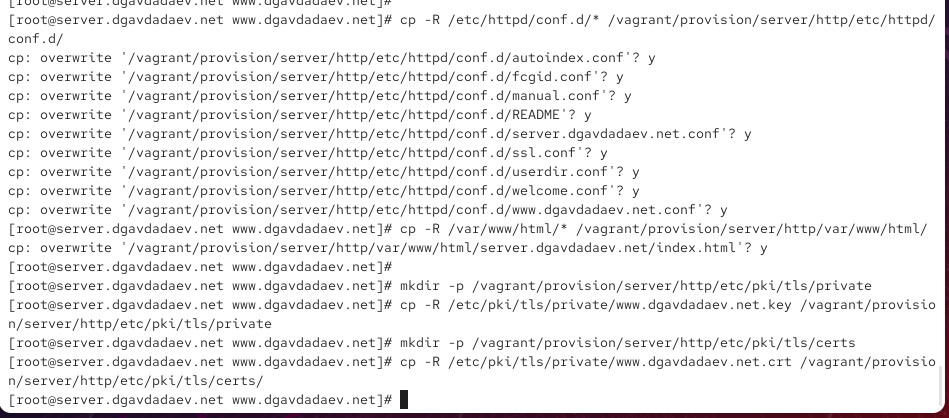 [root@server.dgavdadaev.net www.dgavdadaev.net]#
[root@server.dgavdadaev.net www.dgavdadaev.net]# cp -R /etc/httpd/conf.d/* /vagrant/provision/server/http/etc/httpd/
conf.d/
cp: overwrite '/vagrant/provision/server/http/etc/httpd/conf.d/autoindex.conf'? y
cp: overwrite '/vagrant/provision/server/http/etc/httpd/conf.d/fcgid.conf'? y
cp: overwrite '/vagrant/provision/server/http/etc/httpd/conf.d/manual.conf'? y
cp: overwrite '/vagrant/provision/server/http/etc/httpd/conf.d/README'? y
cp: overwrite '/vagrant/provision/server/http/etc/httpd/conf.d/server.dgavdadaev.net.conf'? y
cp: overwrite '/vagrant/provision/server/http/etc/httpd/conf.d/ssl.conf'? y
cp: overwrite '/vagrant/provision/server/http/etc/httpd/conf.d/userdir.conf'? y
cp: overwrite '/vagrant/provision/server/http/etc/httpd/conf.d/welcome.conf'? y
cp: overwrite '/vagrant/provision/server/http/etc/httpd/conf.d/www.dgavdadaev.net.conf'? y
[root@server.dgavdadaev.net www.dgavdadaev.net]# cp -R /var/www/html/* /vagrant/provision/server/http/var/www/html/
cp: overwrite '/vagrant/provision/server/http/var/www/html/server.dgavdadaev.net/index.html'? y
[root@server.dgavdadaev.net www.dgavdadaev.net]#
[root@server.dgavdadaev.net www.dgavdadaev.net]# mkdir -p /vagrant/provision/server/http/etc/pki/tls/private
[root@server.dgavdadaev.net www.dgavdadaev.net]# cp -R /etc/pki/tls/private/www.dgavdadaev.net.key /vagrant/provisio
n/server/http/etc/pki/tls/private
[root@server.dgavdadaev.net www.dgavdadaev.net]# mkdir -p /vagrant/provision/server/http/etc/pki/tls/certs
[root@server.dgavdadaev.net www.dgavdadaev.net]# cp -R /etc/pki/tls/private/www.dgavdadaev.net.crt /vagrant/provisio
n/server/http/etc/pki/tls/certs/
[root@server.dgavdadaev.net www.dgavdadaev.net]#